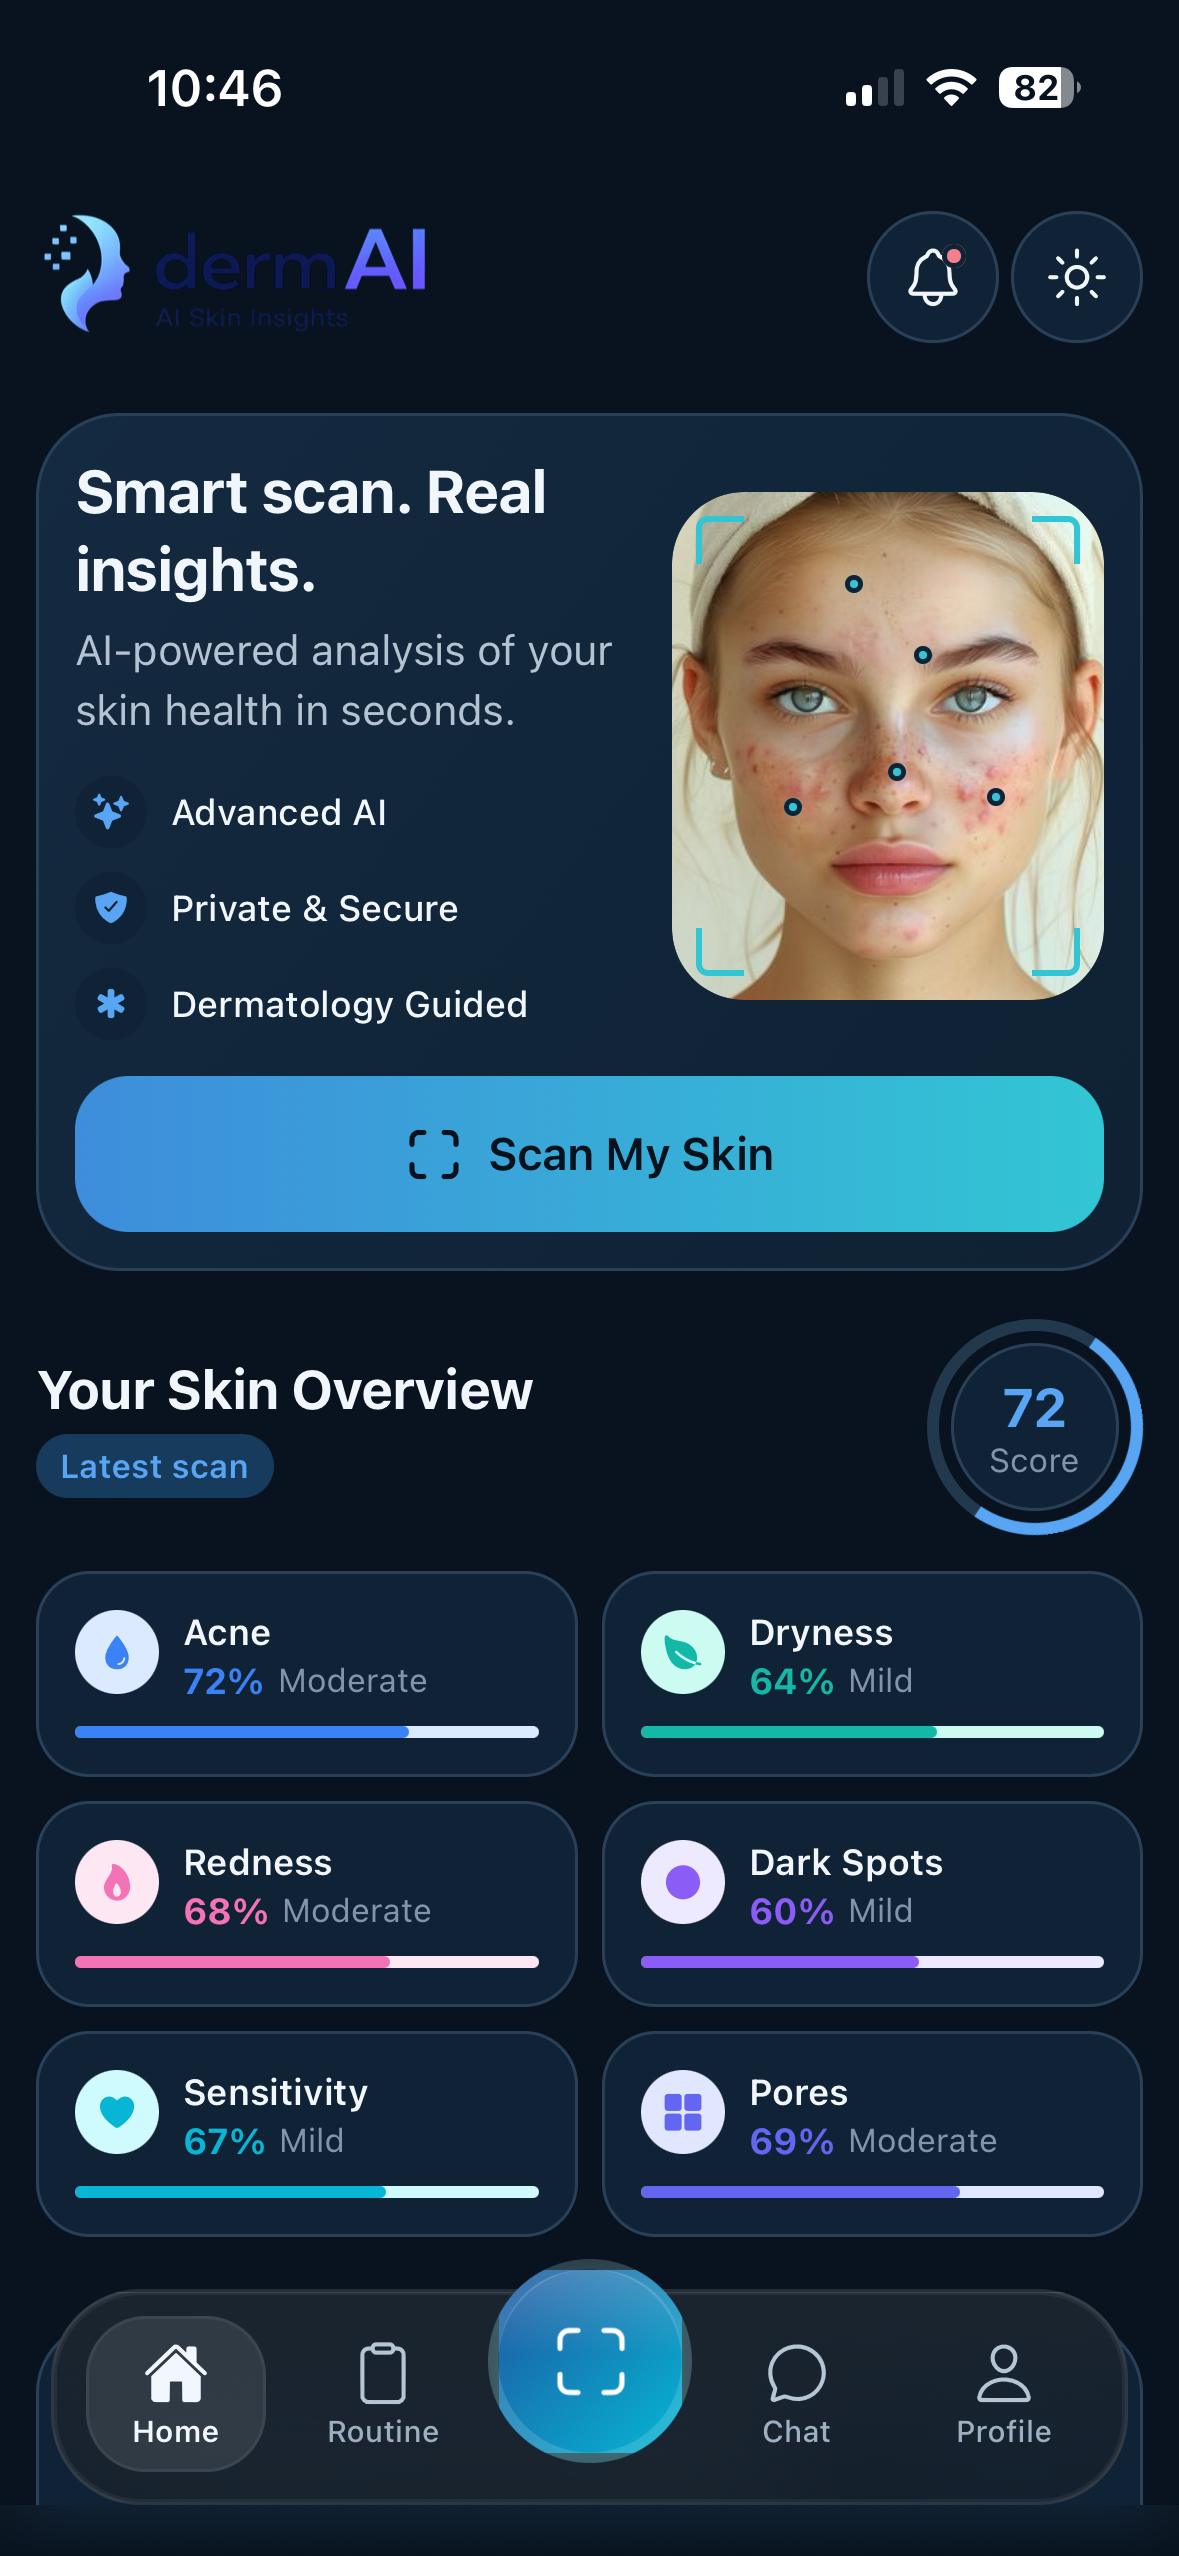 10:46
82
dermAI
AI Skin Insights
Smart scan. Real
insights.
AI-powered analysis of your
skin health in seconds.
Advanced AI
Private & Secure
Dermatology Guided
Scan My Skin
Your Skin Overview
Latest scan
72
Score
Acne
72% Moderate
Dryness
64% Mild
Redness
68% Moderate
Dark Spots
60% Mild
Sensitivity
67% Mild
Pores
69% Moderate
Home
Routine
Chat
Profile